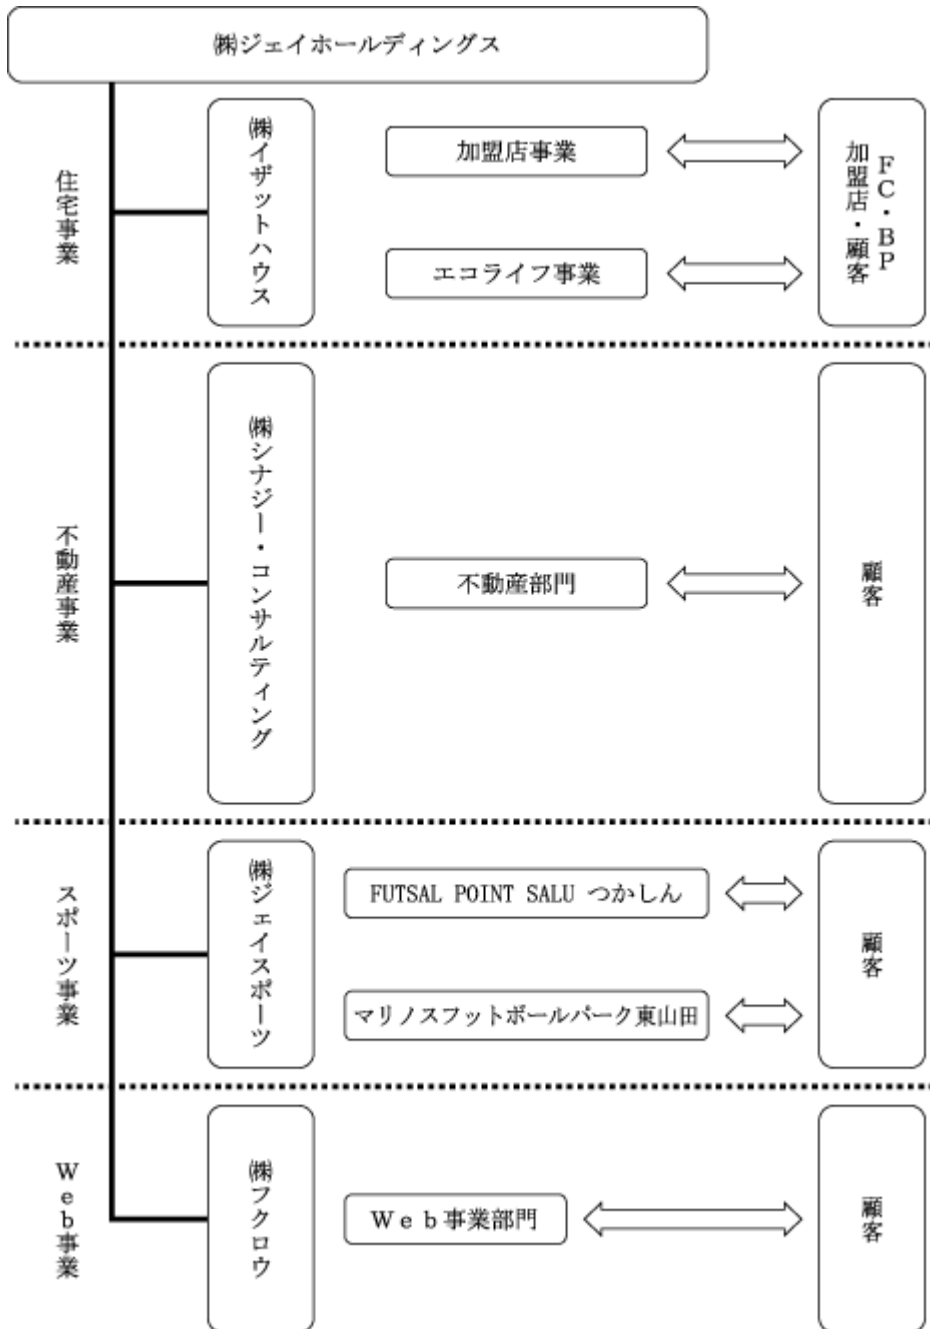 ㈱ジェイホールディングス
住宅事業
㈱イザットハウス
加盟店事業
エコライフ事業
FC・BP
加盟店・顧客
不動産事業
㈱シナジー・コンサルティング
不動産部門
顧客
スポーツ事業
㈱ジェイスポーツ
FUTSAL POINT SALU つかしん
マリノスフットボールパーク東山田
顧客
Web事業
㈱フクロウ
Web事業部門
顧客